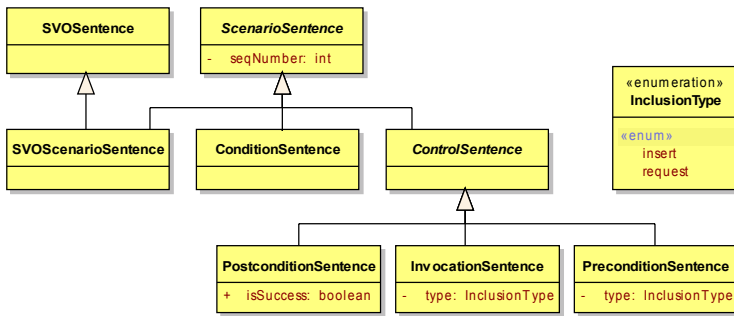 SVOSentence
ScenarioSentence
- seqNumber: int
«enumeration»
InclusionType
«enum»
insert
request
SVOScenarioSentence
ConditionSentence
ControlSentence
PostconditionSentence
+ isSuccess: boolean
InvocationSentence
- type: InclusionType
PreconditionSentence
- type: InclusionType